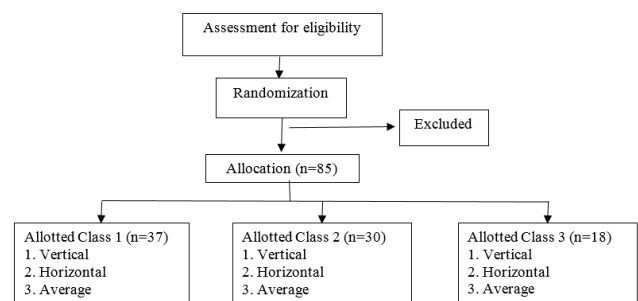 Assessment for eligibility
Randomization
Excluded
Allocation (n=85)
Allotted Class 1 (n=37)
1. Vertical
2. Horizontal
3. Average
Allotted Class 2 (n=30)
1. Vertical
2. Horizontal
3. Average
Allotted Class 3 (n=18)
1. Vertical
2. Horizontal
3. Average